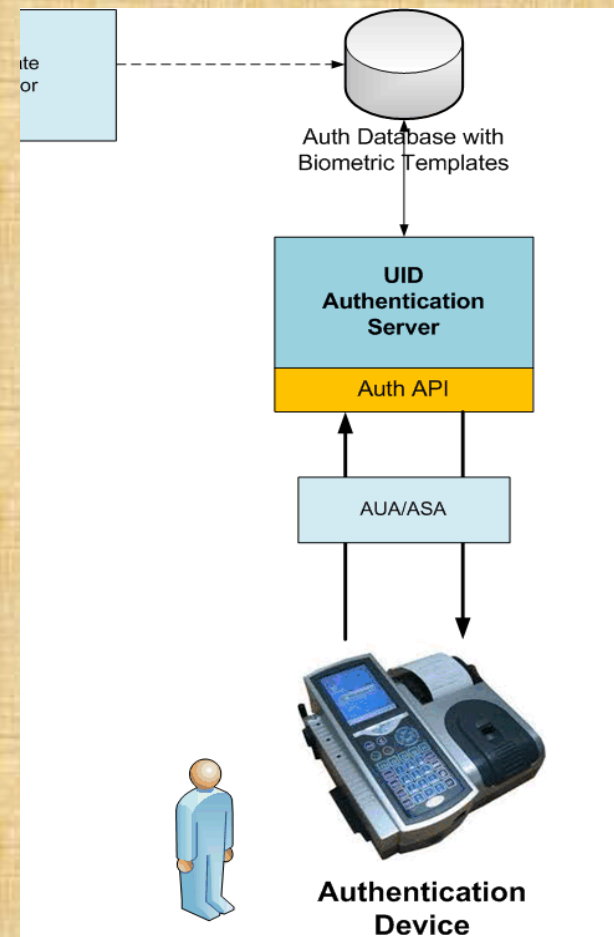 Auth Database with
Biometric Templates
UID
Authentication
Server
Auth API
AUA/ASA
Authentication
Device